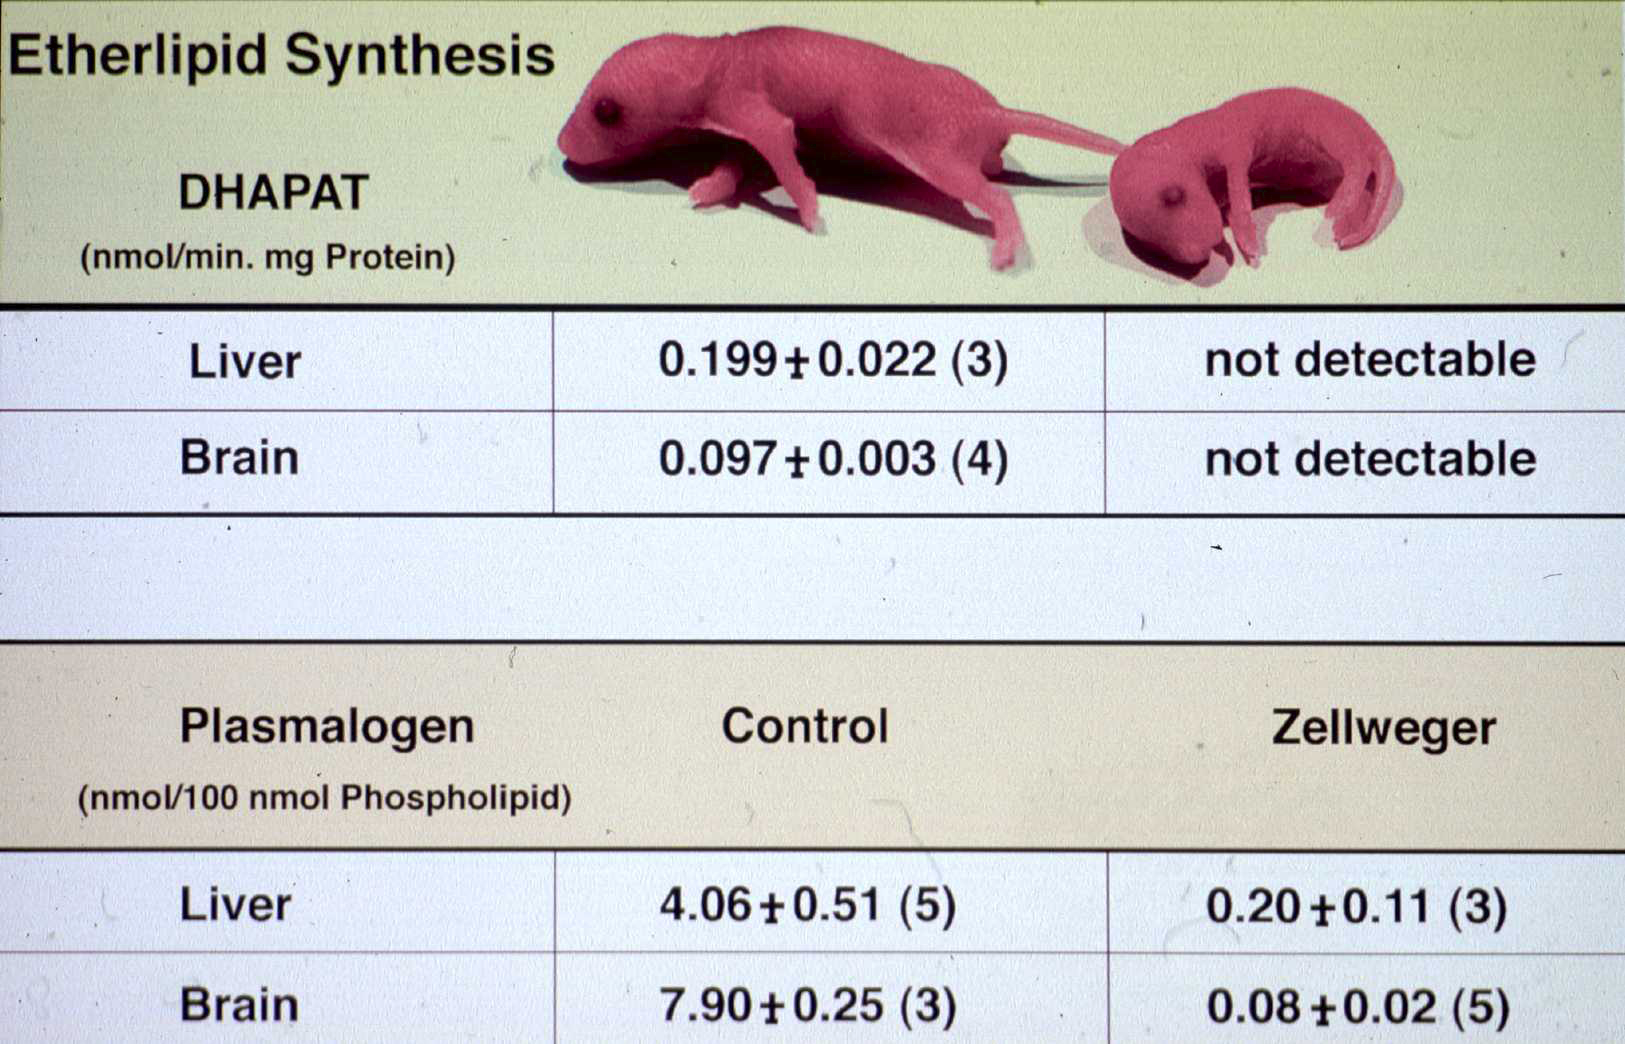 Etherlipid Synthesis
DHAPAT
(nmol/min. mg Protein)
Liver 0.199±0.022 (3) not detectable
Brain 0.097±0.003 (4) not detectable
Plasmalogen Control Zellweger
(nmol/100 nmol Phospholipid)
Liver 4.06±0.51 (5) 0.20±0.11 (3)
Brain 7.90±0.25 (3) 0.08±0.02 (5)